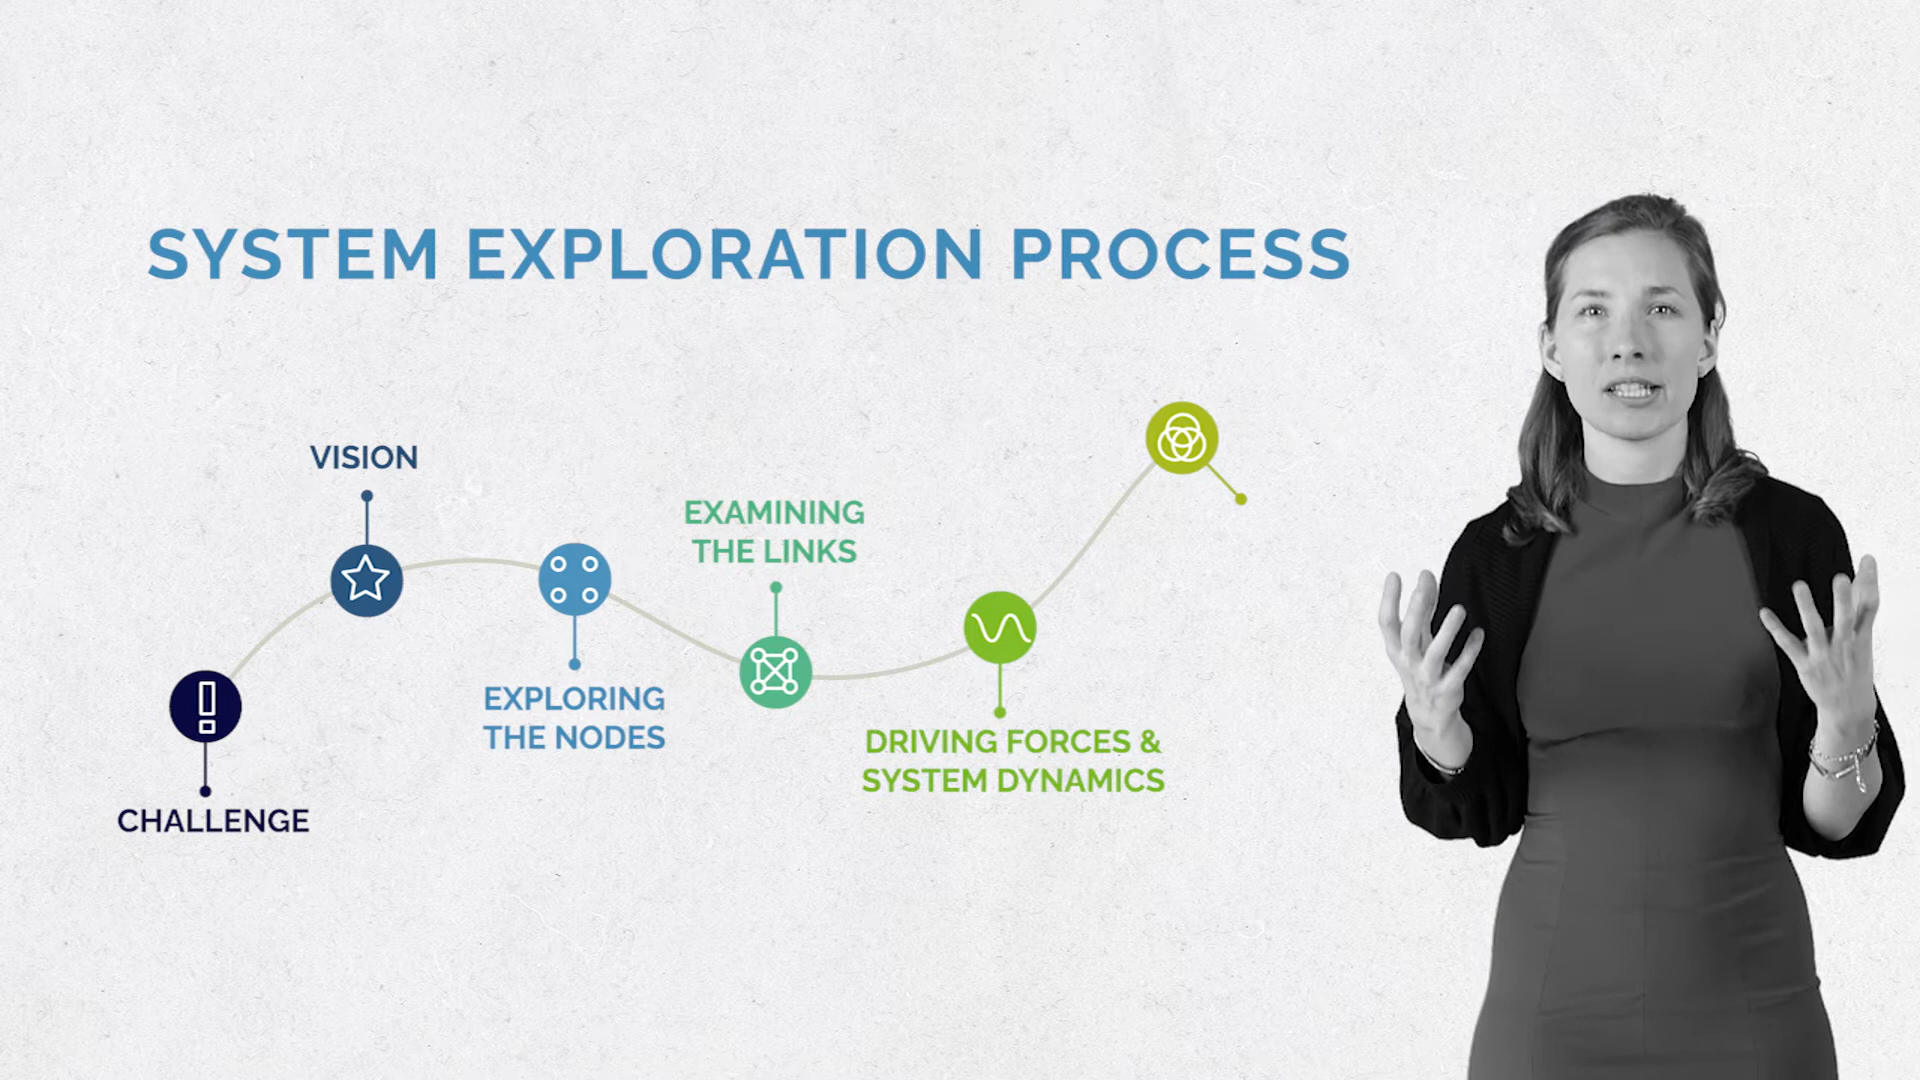 SYSTEM EXPLORATION PROCESS
VISION
EXAMINING
THE LINKS
EXPLORING
THE NODES
DRIVING FORCES &
SYSTEM DYNAMICS
CHALLENGE